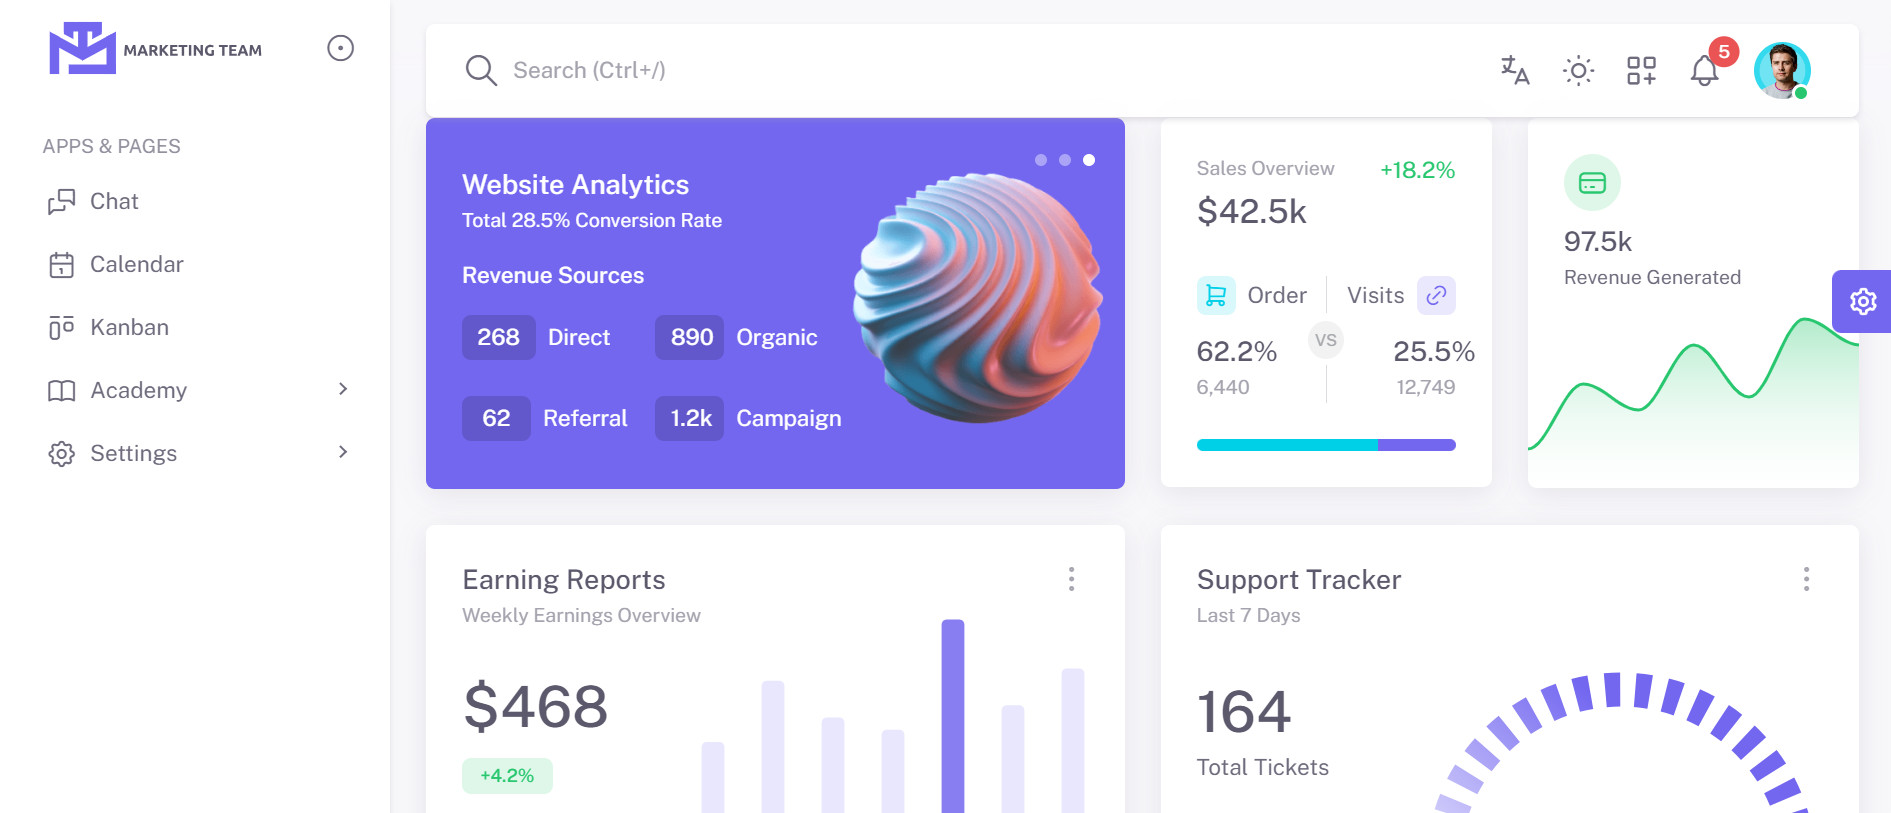 MARKETING TEAM
APPS & PAGES
Chat
Calendar
Kanban
Academy
Settings
Search (Ctrl+/)
5
Website Analytics
Total 28.5% Conversion Rate
Revenue Sources
268 Direct
890 Organic
62 Referral
1.2k Campaign
Sales Overview
+18.2%
$42.5k
Order
Visits
VS
62.2%
25.5%
6,440
12,749
97.5k
Revenue Generated
Earning Reports
Weekly Earnings Overview
$468
+4.2%
Support Tracker
Last 7 Days
164
Total Tickets